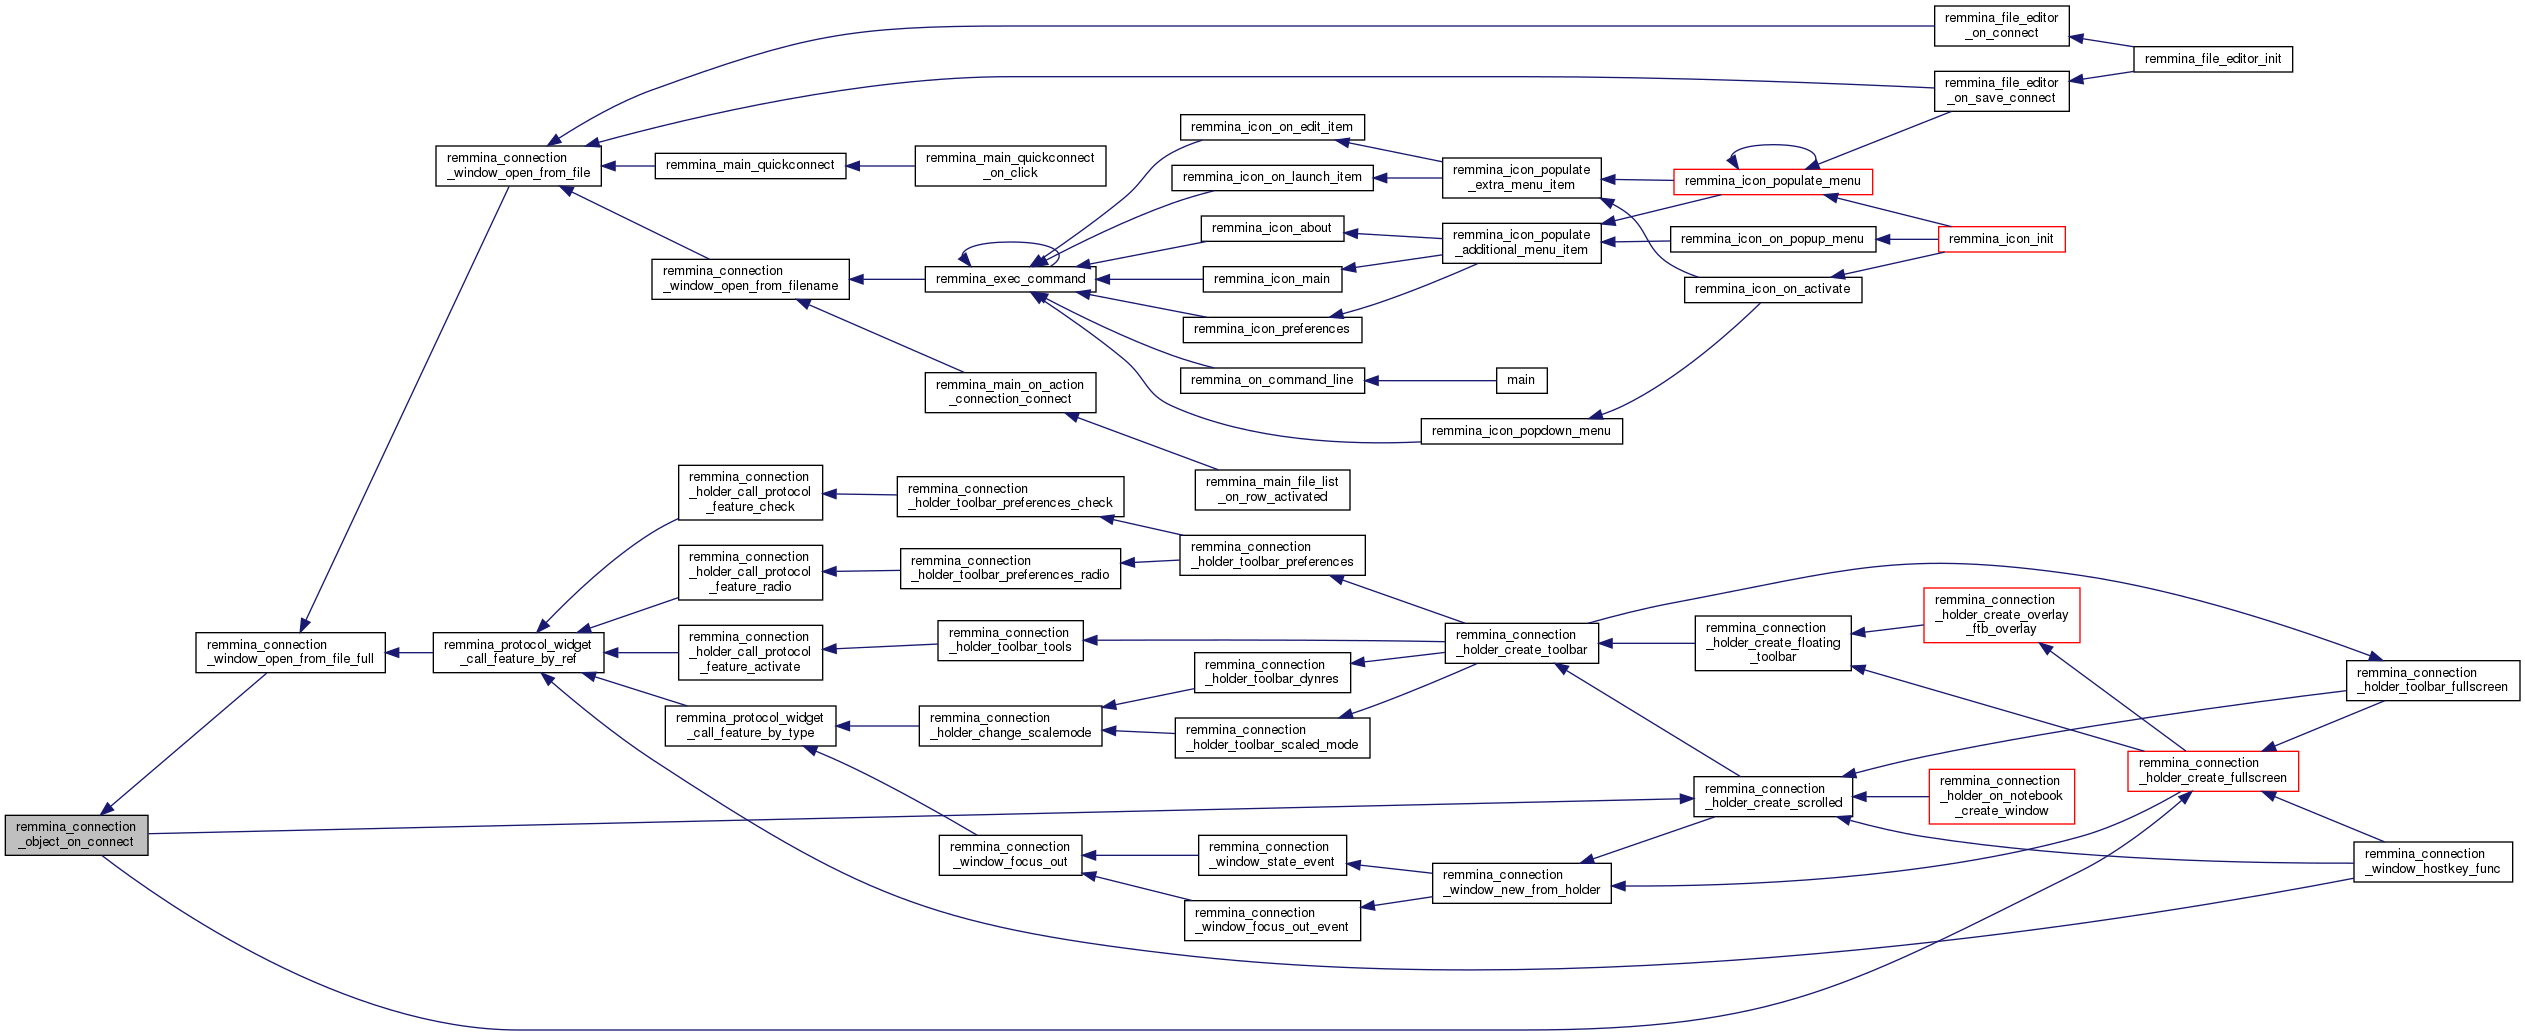 remmina_file_editor
_on_connect
remmina_file_editor_init
remmina_file_editor
_on_save_connect
remmina_icon_on_edit_item
remmina_connection
_window_open_from_file
remmina_main_quickconnect
remmina_main_quickconnect
_on_click
remmina_icon_on_launch_item
remmina_icon_populate
_extra_menu_item
remmina_icon_populate_menu
remmina_icon_about
remmina_icon_populate
_additional_menu_item
remmina_icon_on_popup_menu
remmina_icon_init
remmina_connection
_window_open_from_filename
remmina_exec_command
remmina_icon_main
remmina_icon_on_activate
remmina_icon_preferences
remmina_main_on_action
_connection_connect
remmina_on_command_line
main
remmina_icon_popdown_menu
remmina_main_file_list
_on_row_activated
remmina_connection
_holder_call_protocol
_feature_check
remmina_connection
_holder_toolbar_preferences_check
remmina_connection
_holder_call_protocol
_feature_radio
remmina_connection
_holder_toolbar_preferences_radio
remmina_connection
_holder_toolbar_preferences
remmina_connection
_window_open_from_file_full
remmina_protocol_widget
_call_feature_by_ref
remmina_connection
_holder_call_protocol
_feature_activate
remmina_connection
_holder_toolbar_tools
remmina_connection
_holder_create_toolbar
remmina_connection
_holder_create_floating
_toolbar
remmina_connection
_holder_create_overlay
_ftb_overlay
remmina_connection
_holder_toolbar_dynres
remmina_connection
_holder_toolbar_fullscreen
remmina_protocol_widget
_call_feature_by_type
remmina_connection
_holder_change_scalemode
remmina_connection
_holder_toolbar_scaled_mode
remmina_connection
_holder_create_fullscreen
remmina_connection
_holder_create_scrolled
remmina_connection
_holder_on_notebook
_create_window
remmina_connection
_object_on_connect
remmina_connection
_window_focus_out
remmina_connection
_window_state_event
remmina_connection
_window_new_from_holder
remmina_connection
_window_hostkey_func
remmina_connection
_window_focus_out_event